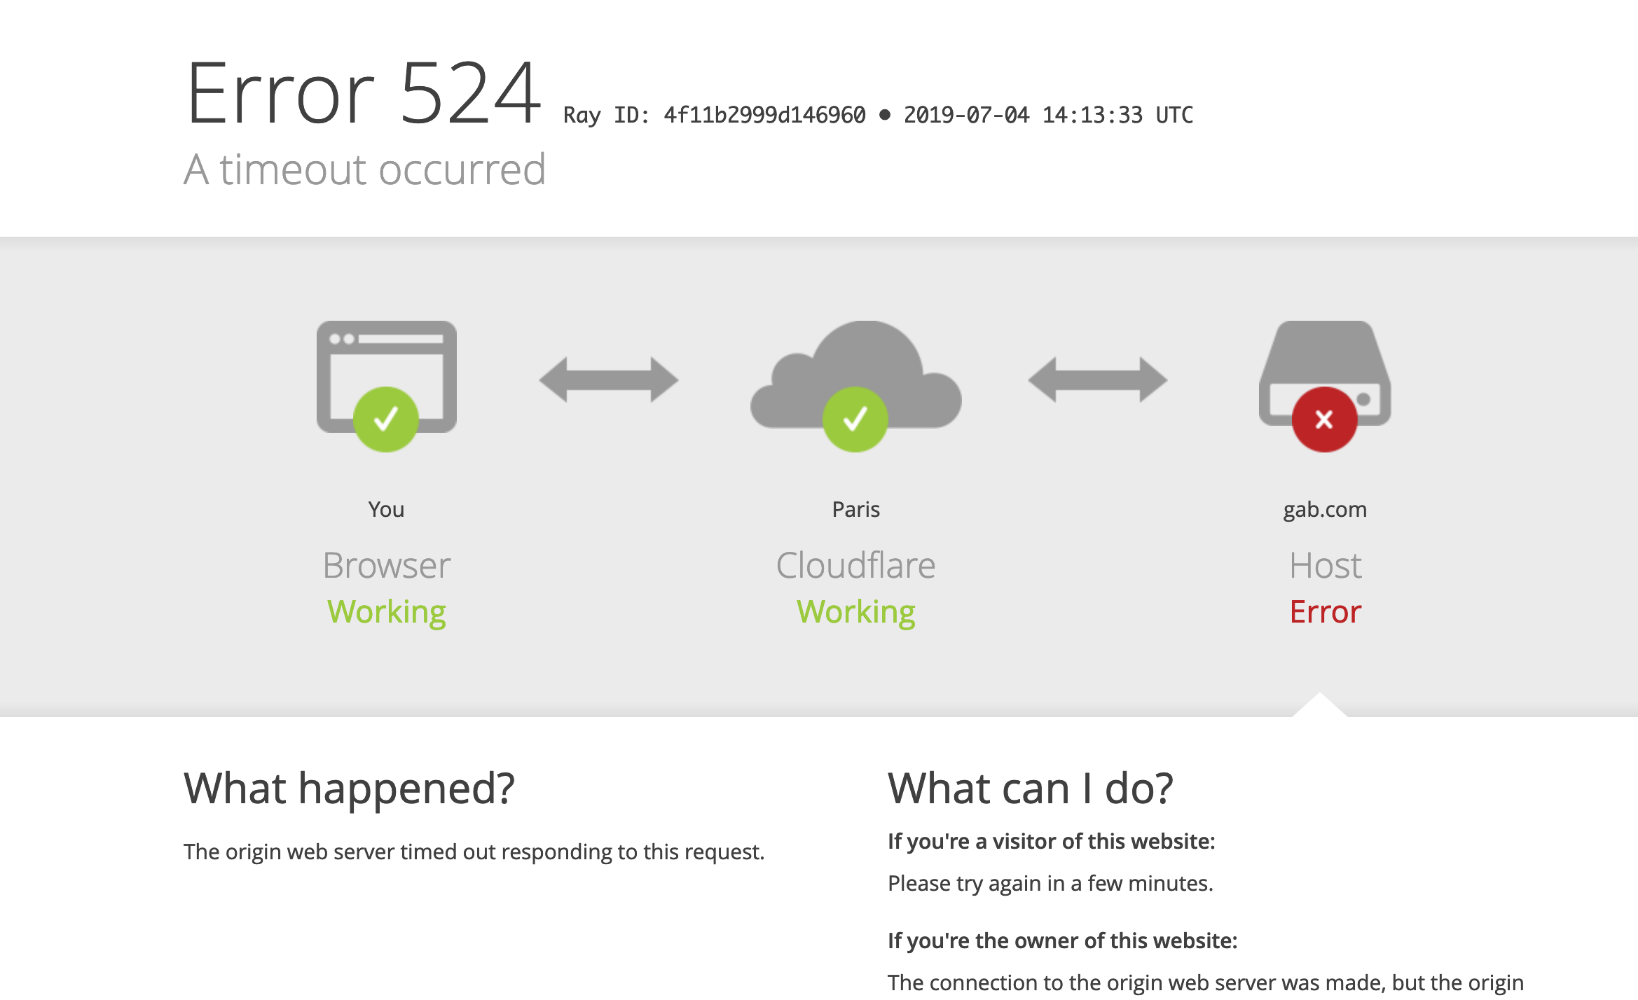 Error 524 Ray ID: 4f11b2999d146960 • 2019-07-04 14:13:33 UTC
A timeout occurred
You
Browser
Working
Paris
Cloudflare
Working
gab.com
Host
Error
What happened?
The origin web server timed out responding to this request.
What can I do?
If you're a visitor of this website:
Please try again in a few minutes.
If you're the owner of this website:
The connection to the origin web server was made, but the origin